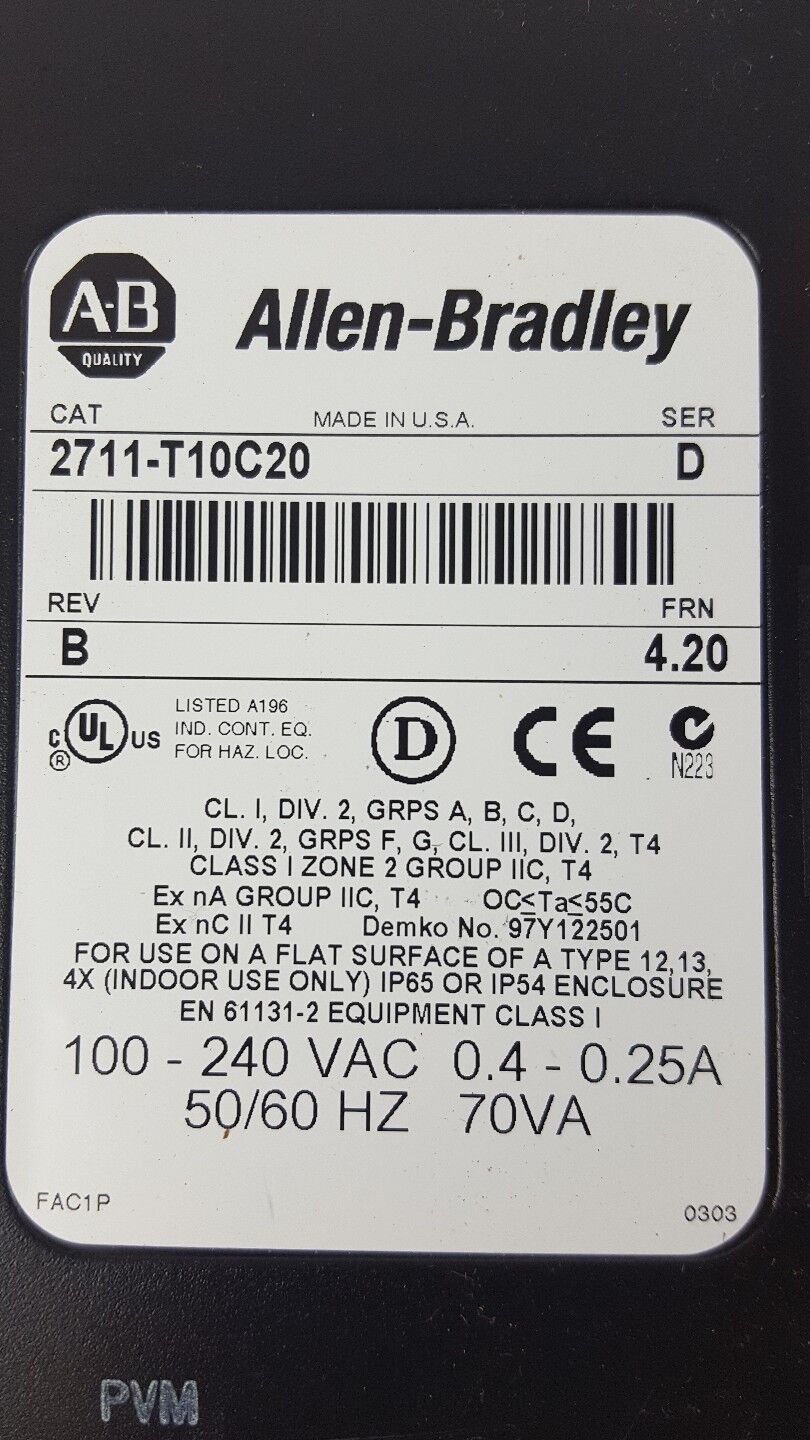 A-B
QUALITY
Allen-Bradley
CAT MADE IN U.S.A. SER
2711-T10C20 D
REV FRN
B 4.20
C UL US ®
LISTED A196
IND. CONT. EQ.
FOR HAZ. LOC.
D
CE
N223
CL. I, DIV. 2, GRPS A, B, C, D,
CL. II, DIV. 2, GRPS F, G, CL. III, DIV. 2, T4
CLASS I ZONE 2 GROUP IIC, T4
Ex nA GROUP IIC, T4 OC≤Ta≤55C
Ex nC II T4 Demko No. 97Y122501
FOR USE ON A FLAT SURFACE OF A TYPE 12,13,
4X (INDOOR USE ONLY) IP65 OR IP54 ENCLOSURE
EN 61131-2 EQUIPMENT CLASS I
100 - 240 VAC 0.4 - 0.25A
50/60 HZ 70VA
FAC1P 0303
PVM